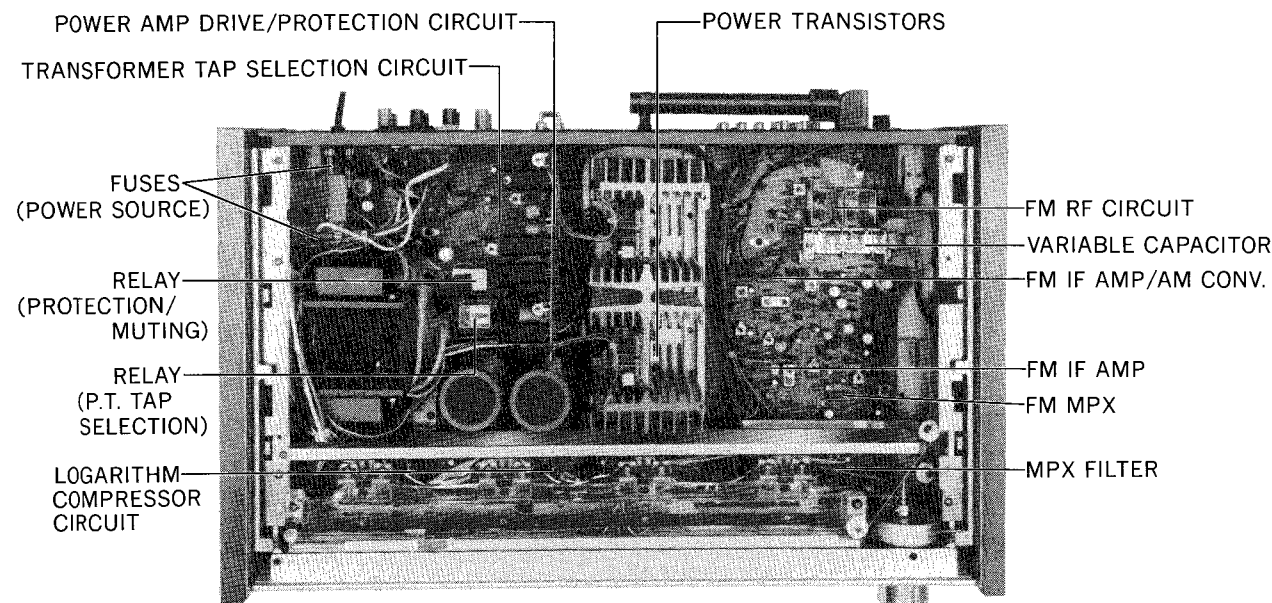 POWER AMP DRIVE/PROTECTION CIRCUIT
POWER TRANSISTORS
TRANSFORMER TAP SELECTION CIRCUIT
FUSES
(POWER SOURCE)
RELAY
(PROTECTION/
MUTING)
RELAY
(P.T. TAP
SELECTION)
LOGARITHM
COMPRESSOR
CIRCUIT
FM RF CIRCUIT
VARIABLE CAPACITOR
FM IF AMP/AM CONV.
FM IF AMP
FM MPX
MPX FILTER